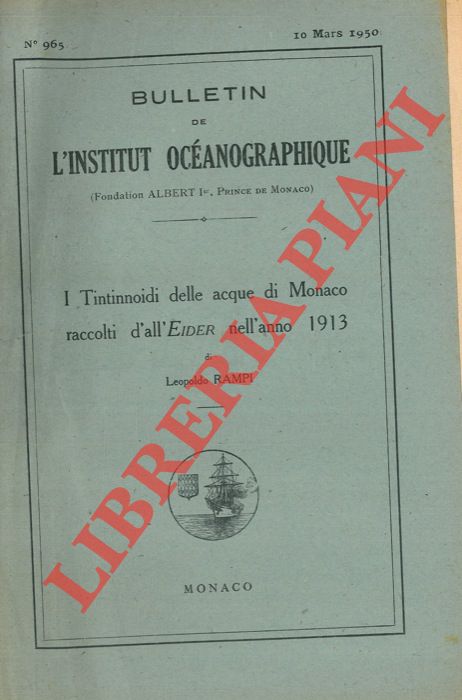 N° 965
10 Mars 1950
BULLETIN
DE
L'INSTITUT OCÉANOGRAPHIQUE
(Fondation ALBERT Ier, PRINCE DE MONACO)
I Tintinnoidi delle acque di Monaco
raccolti d'all'EIDER nell'anno 1913
di
Leopoldo RAMPI
MONACO
LIBRERIA PIANI